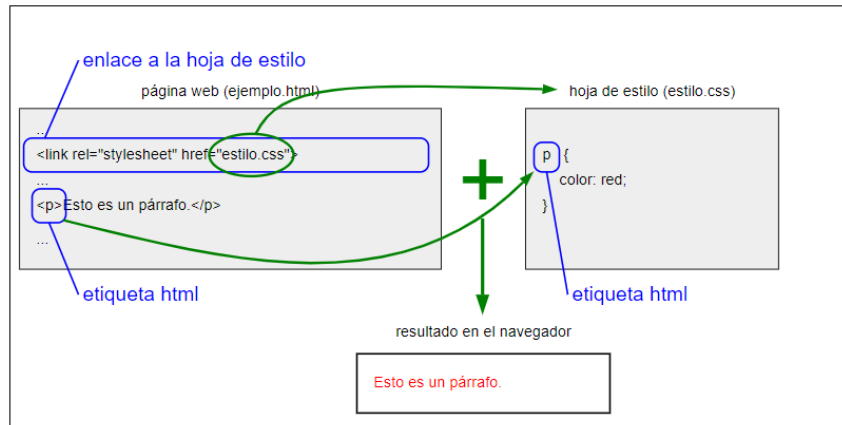 enlace a la hoja de estilo
página web (ejemplo.html)
hoja de estilo (estilo.css)
...
<link rel="stylesheet" href="estilo.css">
...
<p>Esto es un párrafo.</p>
...
p {
color: red;
}
etiqueta html
etiqueta html
resultado en el navegador
Esto es un párrafo.